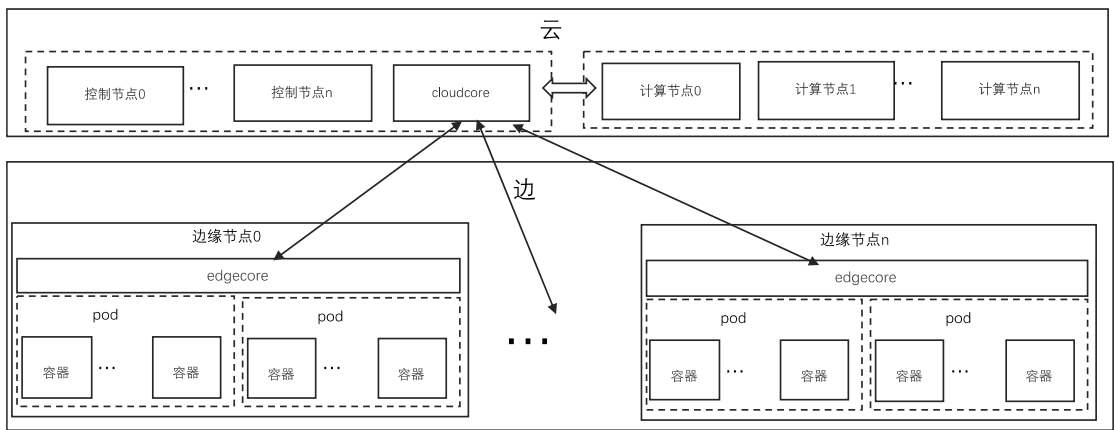 云
控制节点0 ... 控制节点n cloudcore 计算节点0 计算节点1 ... 计算节点n
边
边缘节点0 边缘节点n
edgecore edgecore
pod pod ... pod pod
容器 ... 容器 容器 ... 容器 容器 ... 容器 容器 ... 容器